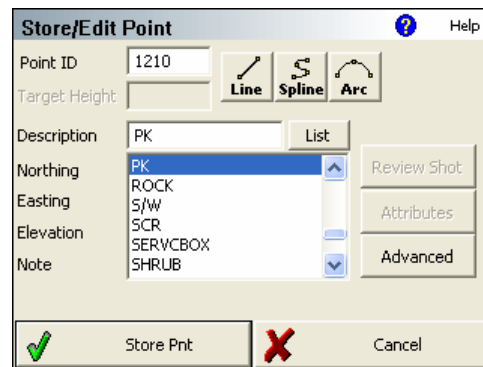 Store/Edit Point ? Help
Point ID 1210
Target Height
Line Spline Arc
Description PK List
Northing
Easting
Elevation
Note
PK
ROCK
S/W
SCR
SERVCBOX
SHRUB
Review Shot
Attributes
Advanced
Store Pnt Cancel